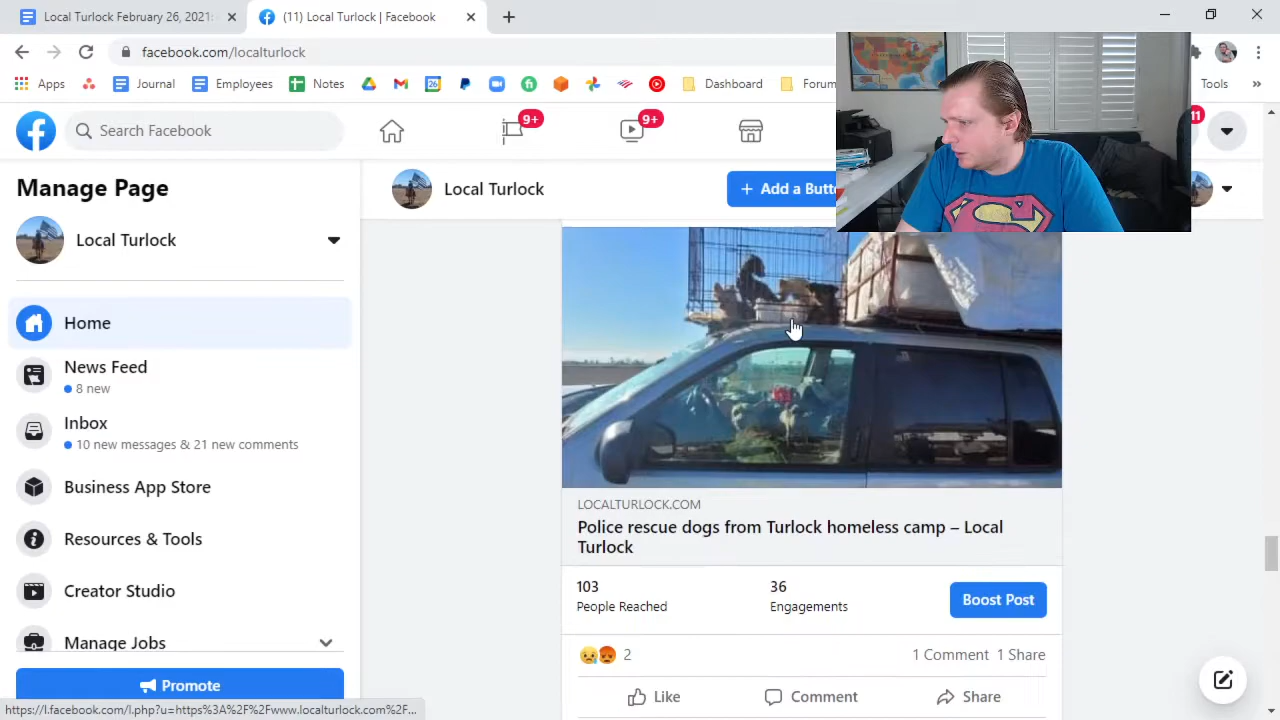 Local Turlock February 26, 2021:
(11) Local Turlock | Facebook
facebook.com/localturlock
Apps
Journal
Employees
Notes
Dashboard
Forum
Tools
Search Facebook
9+
9+
11
Manage Page
Local Turlock
Local Turlock
+ Add a Butt
Home
News Feed
8 new
Inbox
10 new messages & 21 new comments
Business App Store
Resources & Tools
Creator Studio
Manage Jobs
Promote
LOCALTURLOCK.COM
Police rescue dogs from Turlock homeless camp – Local
Turlock
103
People Reached
36
Engagements
Boost Post
2
1 Comment 1 Share
Like
Comment
Share
https://l.facebook.com/l.php?u=https%3A%2F%2Fwww.localturlock.com%2F...